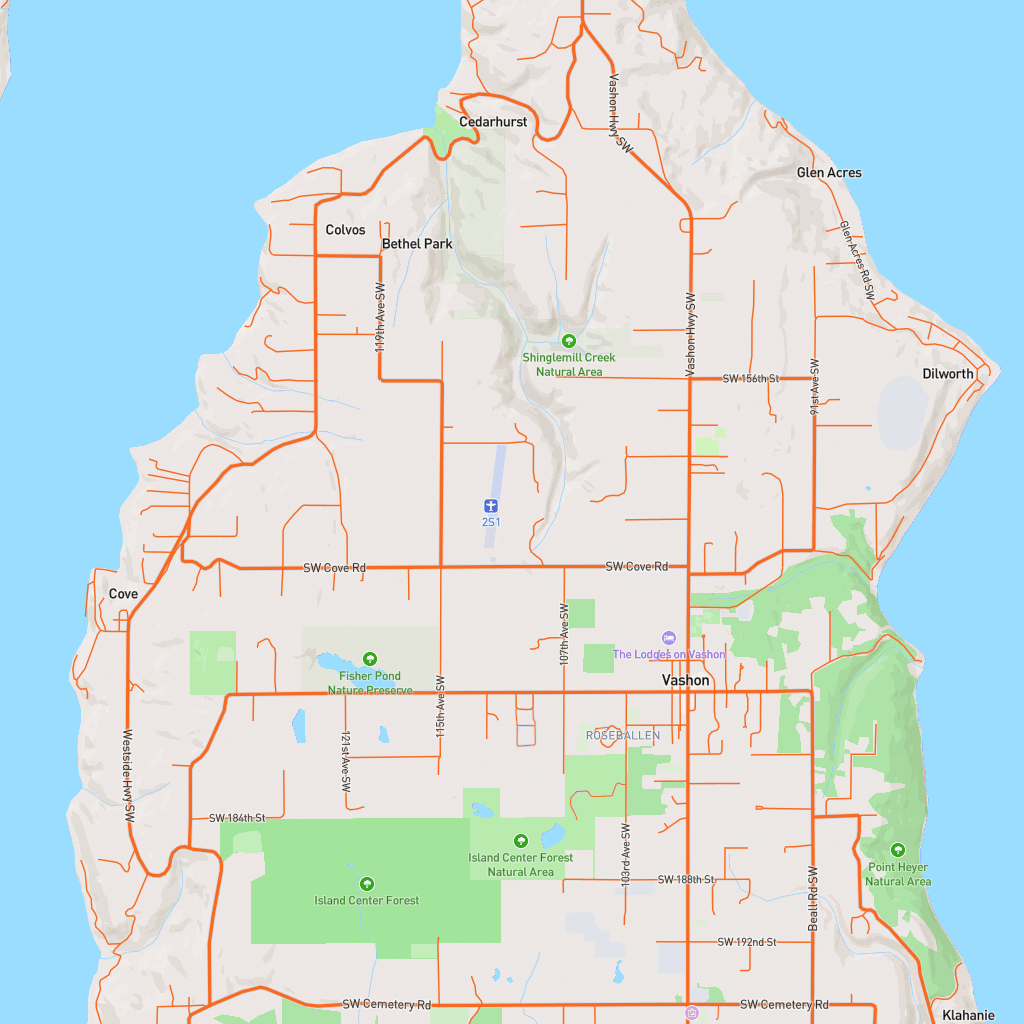 Vashon Hwy SW
Cedarhurst
Glen Acres
Colvos
Bethel Park
Glen Acres Rd SW
119th Ave SW
Vashon Hwy SW
Shinglemill Creek
Natural Area
SW 156th St
91st Ave SW
Dilworth
2S1
SW Cove Rd
SW Cove Rd
Cove
107th Ave SW
The Lodges on Vashon
Fisher Pond
Nature Preserve
Vashon
115th Ave SW
121st Ave SW
ROSEBALLEN
Westside Hwy SW
SW 184th St
Island Center Forest
Natural Area
103rd Ave SW
Point Heyer
Natural Area
SW 188th St
Island Center Forest
Beall Rd SW
SW 192nd St
SW Cemetery Rd
SW Cemetery Rd
Klahanie